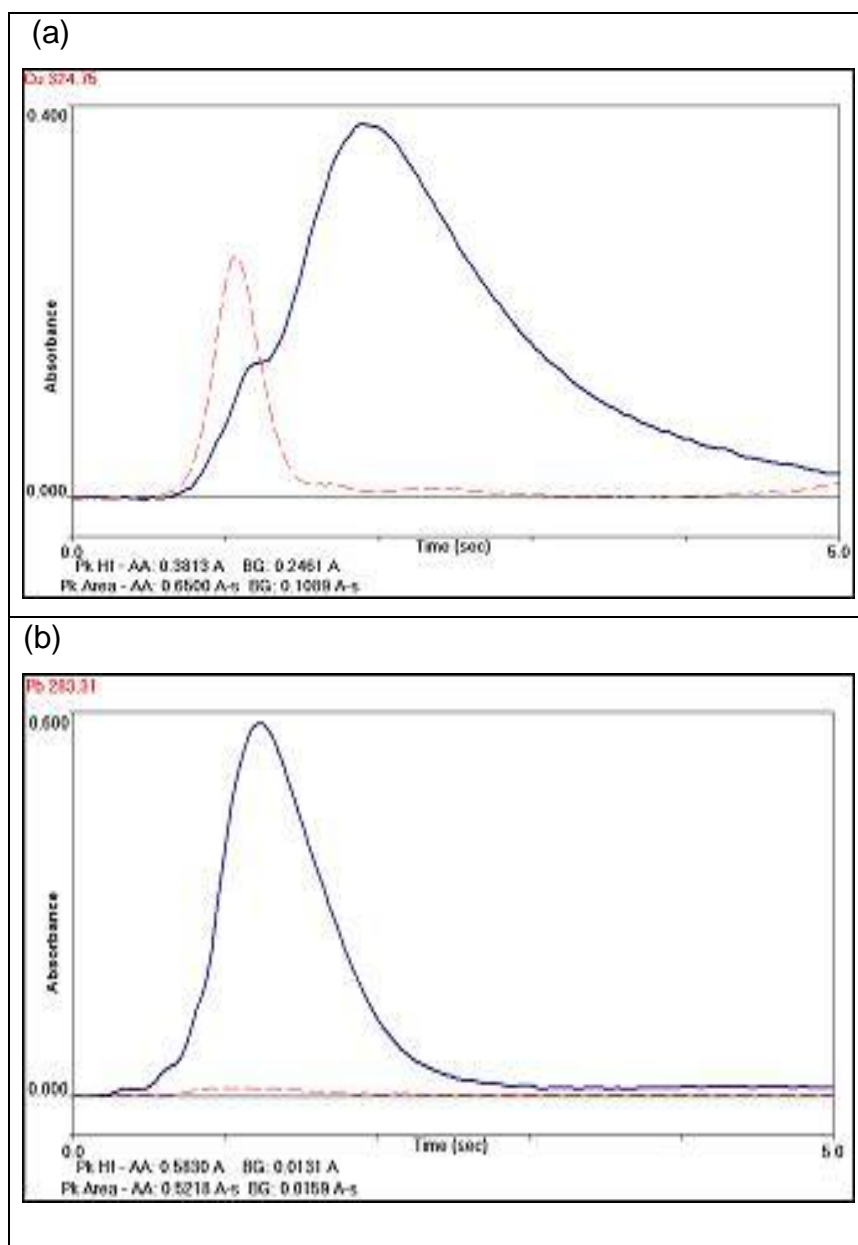 (a)
Cu 324.75
0.400
Absorbance
0.000
0.0 Time (sec) 5.0
Pk Ht - AA: 0.3813 A BG: 0.2461 A
Pk Area - AA: 0.6500 A-s BG: 0.1089 A-s
(b)
Pb 283.31
0.600
Absorbance
0.000
0.0 Time (sec) 5.0
Pk Ht - AA: 0.5830 A BG: 0.0131 A
Pk Area - AA: 0.5218 A-s BG: 0.0159 A-s